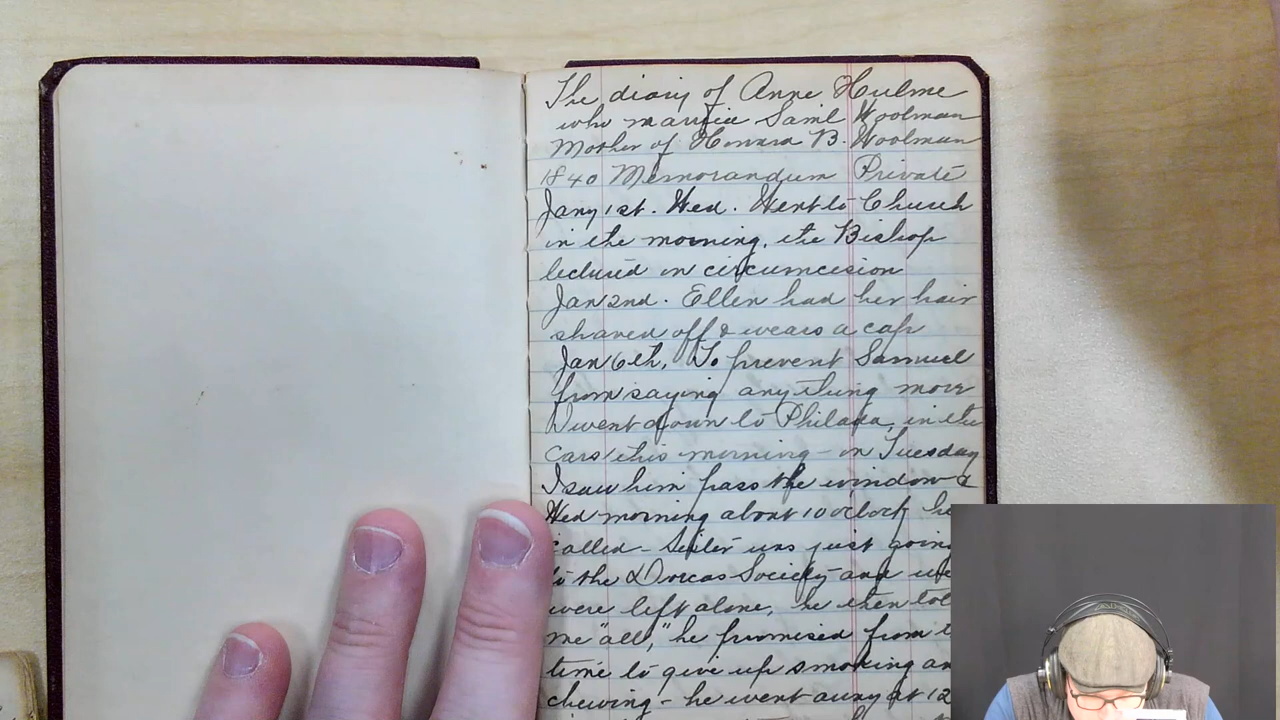 The diary of Anne Hulme
who married Saml Woolman
Mother of Howard B. Woolman
1840 Memorandum Private
Jany 1st. Wed. Went to Church
in the morning, the Bishop
lectured on circumcision
Jan 2nd. Ellen had her hair
shaved off & wears a cap
Jan 6th, To prevent Samuel
from saying anything more
I went down to Philada, in the
cars this morning - on Tuesday
I saw him pass the window &
Wed morning about 10 o'clock he
called - Sister was just going
to the Dorcas Society and we
were left alone, he then
me "all," he promised from
time to give up smoking
chewing - he went away at 12